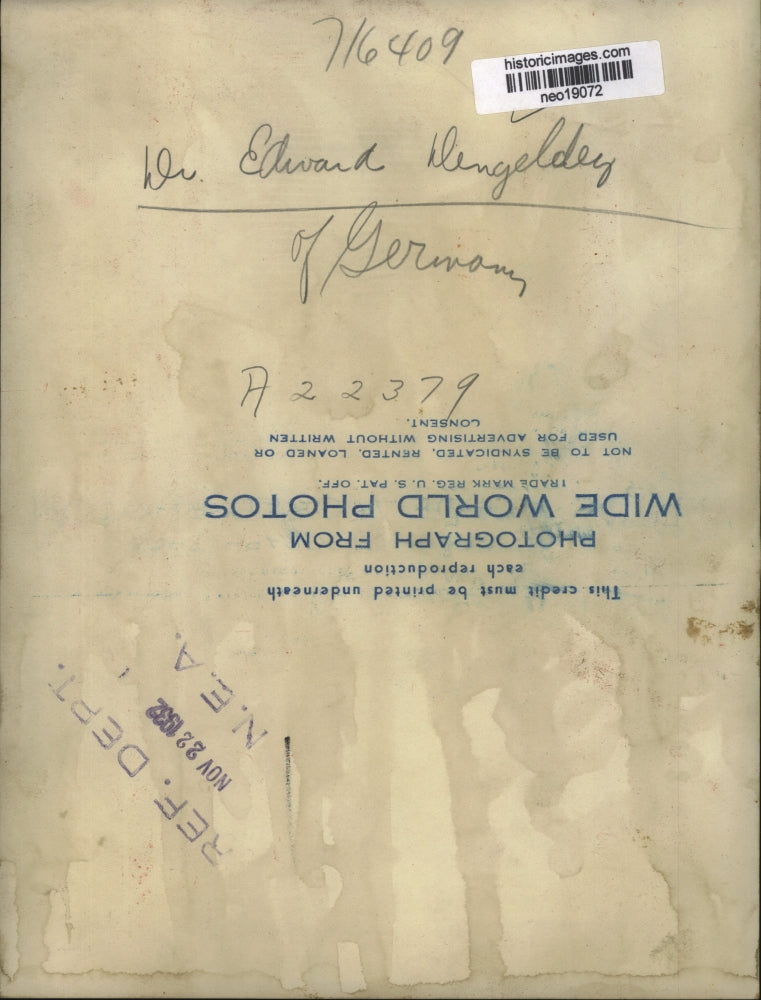 716409
historicimages.com
neo19072
Dr. Edward Dengeldey
of Germany
A 22379
This credit must be printed underneath
each reproduction
PHOTOGRAPH FROM
WIDE WORLD PHOTOS
TRADE MARK REG. U. S. PAT. OFF.
NOT TO BE SYNDICATED, RENTED, LOANED OR
USED FOR ADVERTISING WITHOUT WRITTEN
CONSENT.
REF. DEPT.
NOV 22 1932
N.E.A.